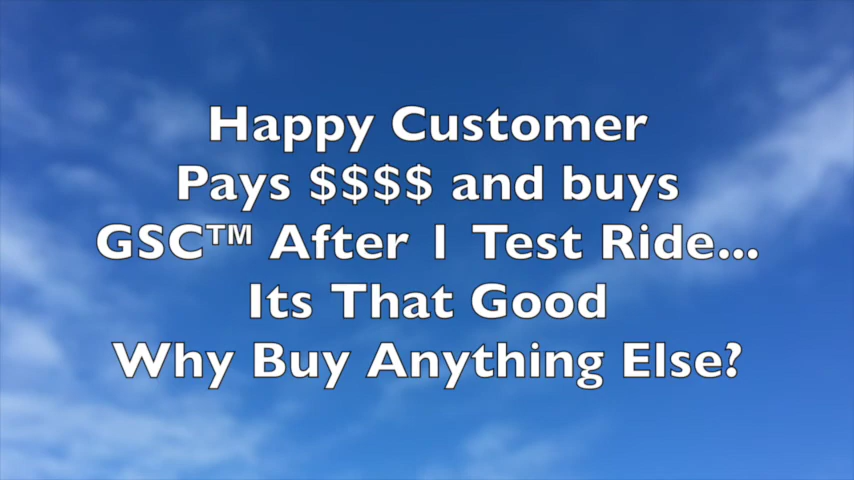 Happy Customer
Pays $$$$ and buys
GSC™ After 1 Test Ride...
Its That Good
Why Buy Anything Else?